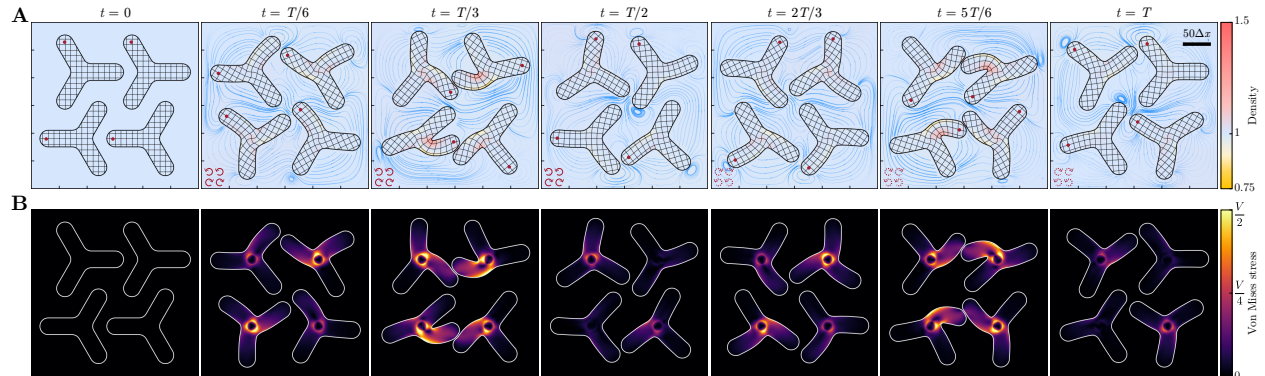 A
t = 0
t = T/6
t = T/3
t = T/2
t = 2T/3
t = 5T/6
t = T
50Δx
1.5
1
0.75
Density
B
V/2
V/4
0
Von Mises stress